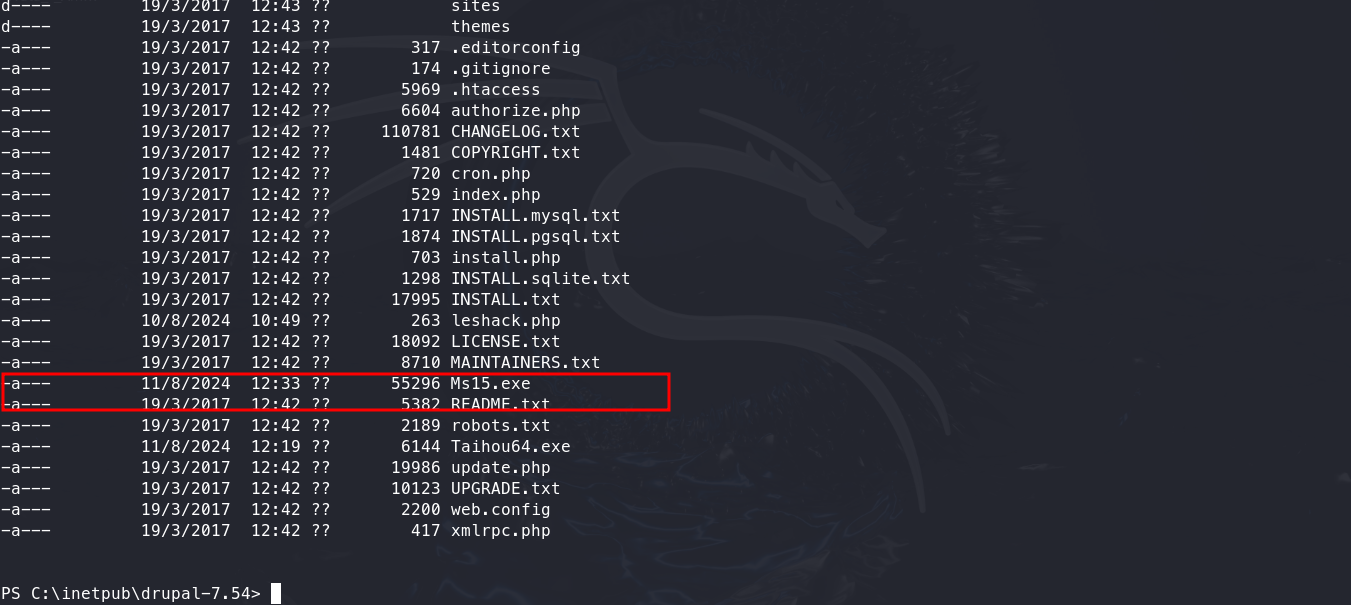 d---- 19/3/2017 12:43 ?? sites
d---- 19/3/2017 12:43 ?? themes
-a--- 19/3/2017 12:42 ?? 317 .editorconfig
-a--- 19/3/2017 12:42 ?? 174 .gitignore
-a--- 19/3/2017 12:42 ?? 5969 .htaccess
-a--- 19/3/2017 12:42 ?? 6604 authorize.php
-a--- 19/3/2017 12:42 ?? 110781 CHANGELOG.txt
-a--- 19/3/2017 12:42 ?? 1481 COPYRIGHT.txt
-a--- 19/3/2017 12:42 ?? 720 cron.php
-a--- 19/3/2017 12:42 ?? 529 index.php
-a--- 19/3/2017 12:42 ?? 1717 INSTALL.mysql.txt
-a--- 19/3/2017 12:42 ?? 1874 INSTALL.pgsql.txt
-a--- 19/3/2017 12:42 ?? 703 install.php
-a--- 19/3/2017 12:42 ?? 1298 INSTALL.sqlite.txt
-a--- 19/3/2017 12:42 ?? 17995 INSTALL.txt
-a--- 10/8/2024 10:49 ?? 263 leshack.php
-a--- 19/3/2017 12:42 ?? 18092 LICENSE.txt
-a--- 19/3/2017 12:42 ?? 8710 MAINTAINERS.txt
-a--- 11/8/2024 12:33 ?? 55296 Ms15.exe
-a--- 19/3/2017 12:42 ?? 5382 README.txt
-a--- 19/3/2017 12:42 ?? 2189 robots.txt
-a--- 11/8/2024 12:19 ?? 6144 Taihou64.exe
-a--- 19/3/2017 12:42 ?? 19986 update.php
-a--- 19/3/2017 12:42 ?? 10123 UPGRADE.txt
-a--- 19/3/2017 12:42 ?? 2200 web.config
-a--- 19/3/2017 12:42 ?? 417 xmlrpc.php
PS C:\inetpub\drupal-7.54>